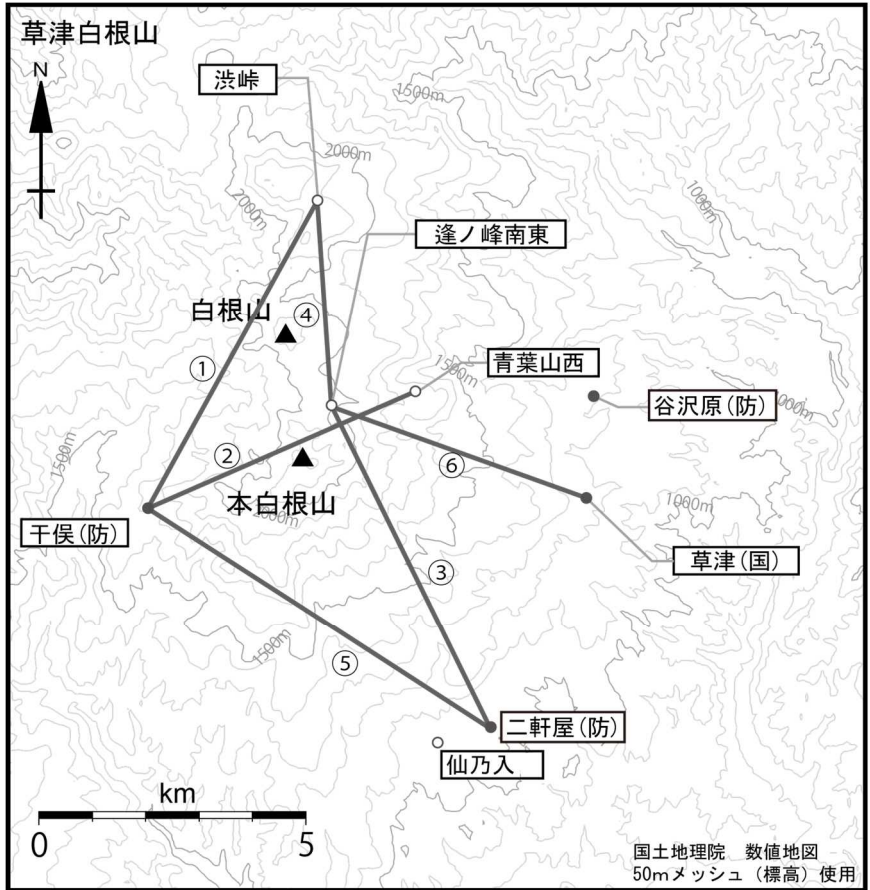 草津白根山
N
渋峠
1500m
2000m
2000m
1000m
逢ノ峰南東
白根山
④
①
青葉山西
1500m
谷沢原(防)
1000m
②
⑥
1500m
本白根山
2000m
1000m
干俣(防)
草津(国)
③
1500m
⑤
二軒屋(防)
仙乃入
km
0
5
国土地理院 数値地図
50mメッシュ（標高）使用